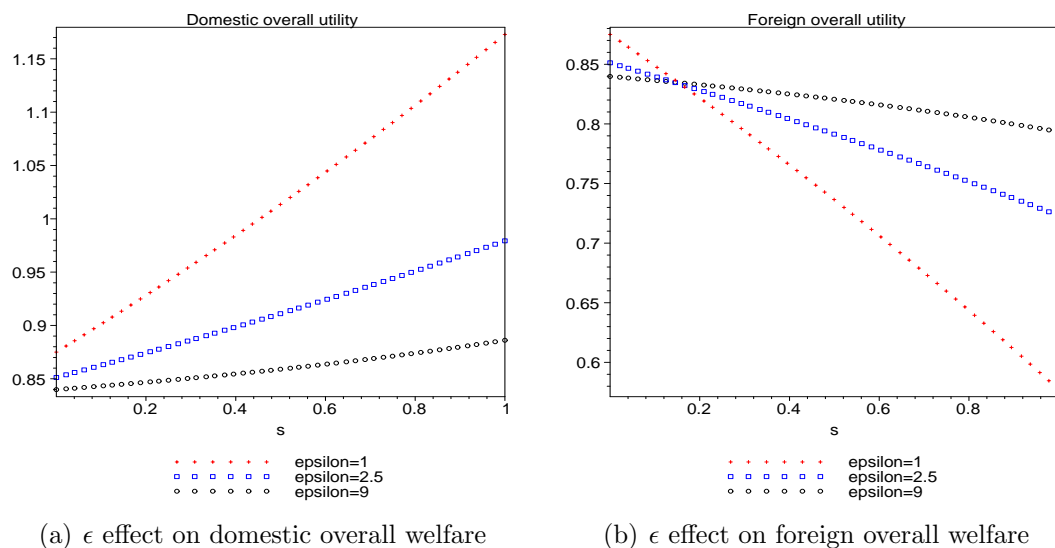 Domestic overall utility
1.15
1.1
1.05
1
0.95
0.9
0.85
0.2 0.4 0.6 0.8 1
s
epsilon=1
epsilon=2.5
epsilon=9
(a) ϵ effect on domestic overall welfare
Foreign overall utility
0.85
0.8
0.75
0.7
0.65
0.6
0.2 0.4 0.6 0.8
s
epsilon=1
epsilon=2.5
epsilon=9
(b) ϵ effect on foreign overall welfare